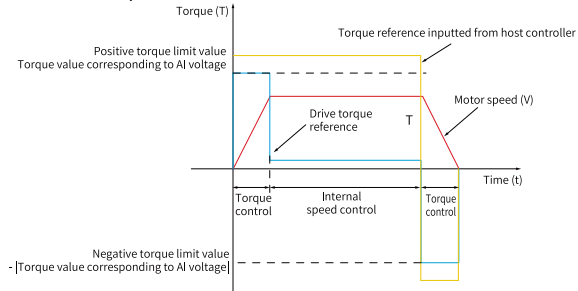 Torque (T)
Torque reference inputted from host controller
Positive torque limit value
Torque value corresponding to AI voltage
Drive torque
reference
T
Motor speed (V)
Time (t)
Torque
control
Internal
speed control
Torque
control
Negative torque limit value
- |Torque value corresponding to AI voltage|